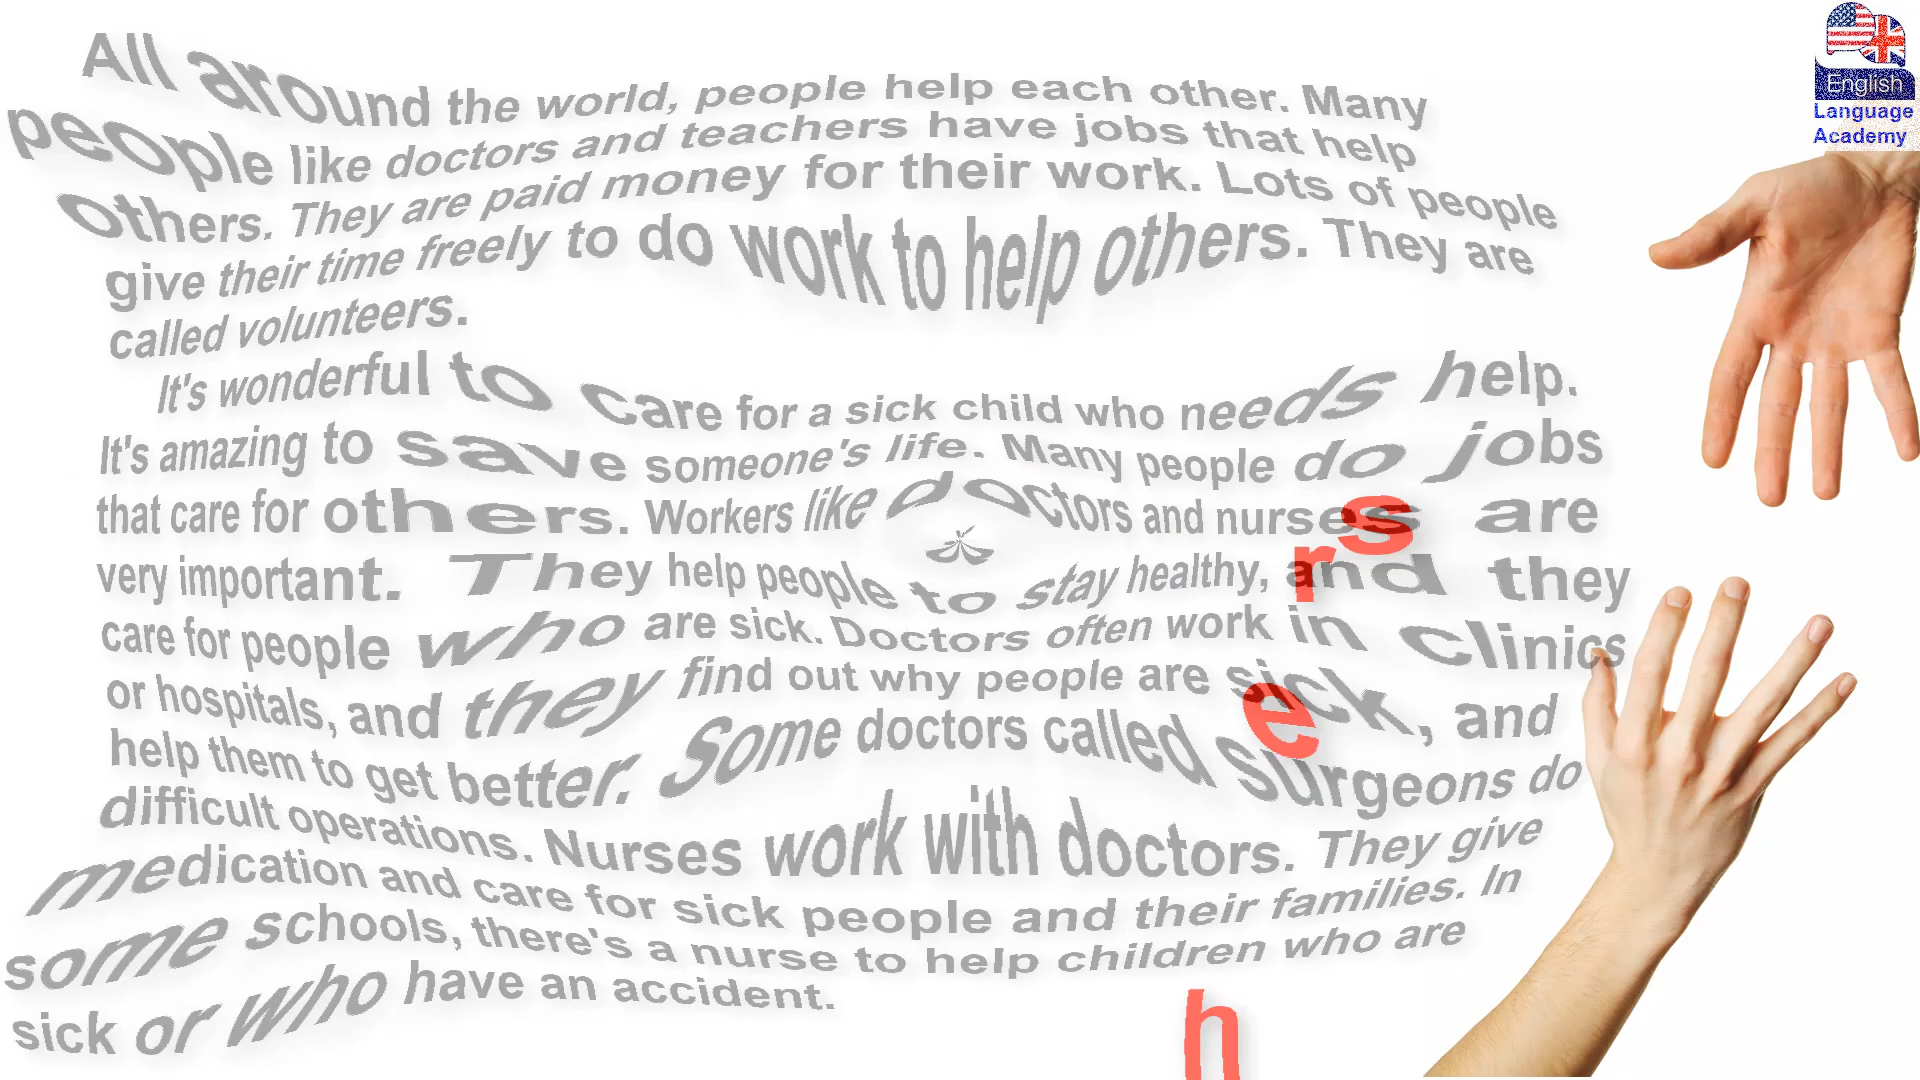 All around the world, people help each other. Many
people like doctors and teachers have jobs that help
others. They are paid money for their work. Lots of people
give their time freely to do work to help others. They are
called volunteers.
It's wonderful to care for a sick child who needs help.
It's amazing to save someone's life. Many people do jobs
that care for others. Workers like doctors and nurses are
very important. They help people to stay healthy, and they
care for people who are sick. Doctors often work in clinics
or hospitals, and they find out why people are sick, and
help them to get better. Some doctors called surgeons do
difficult operations. Nurses work with doctors. They give
medication and care for sick people and their families. In
some schools, there's a nurse to help children who are
sick or who have an accident.
s
r
e
h
English
Language
Academy